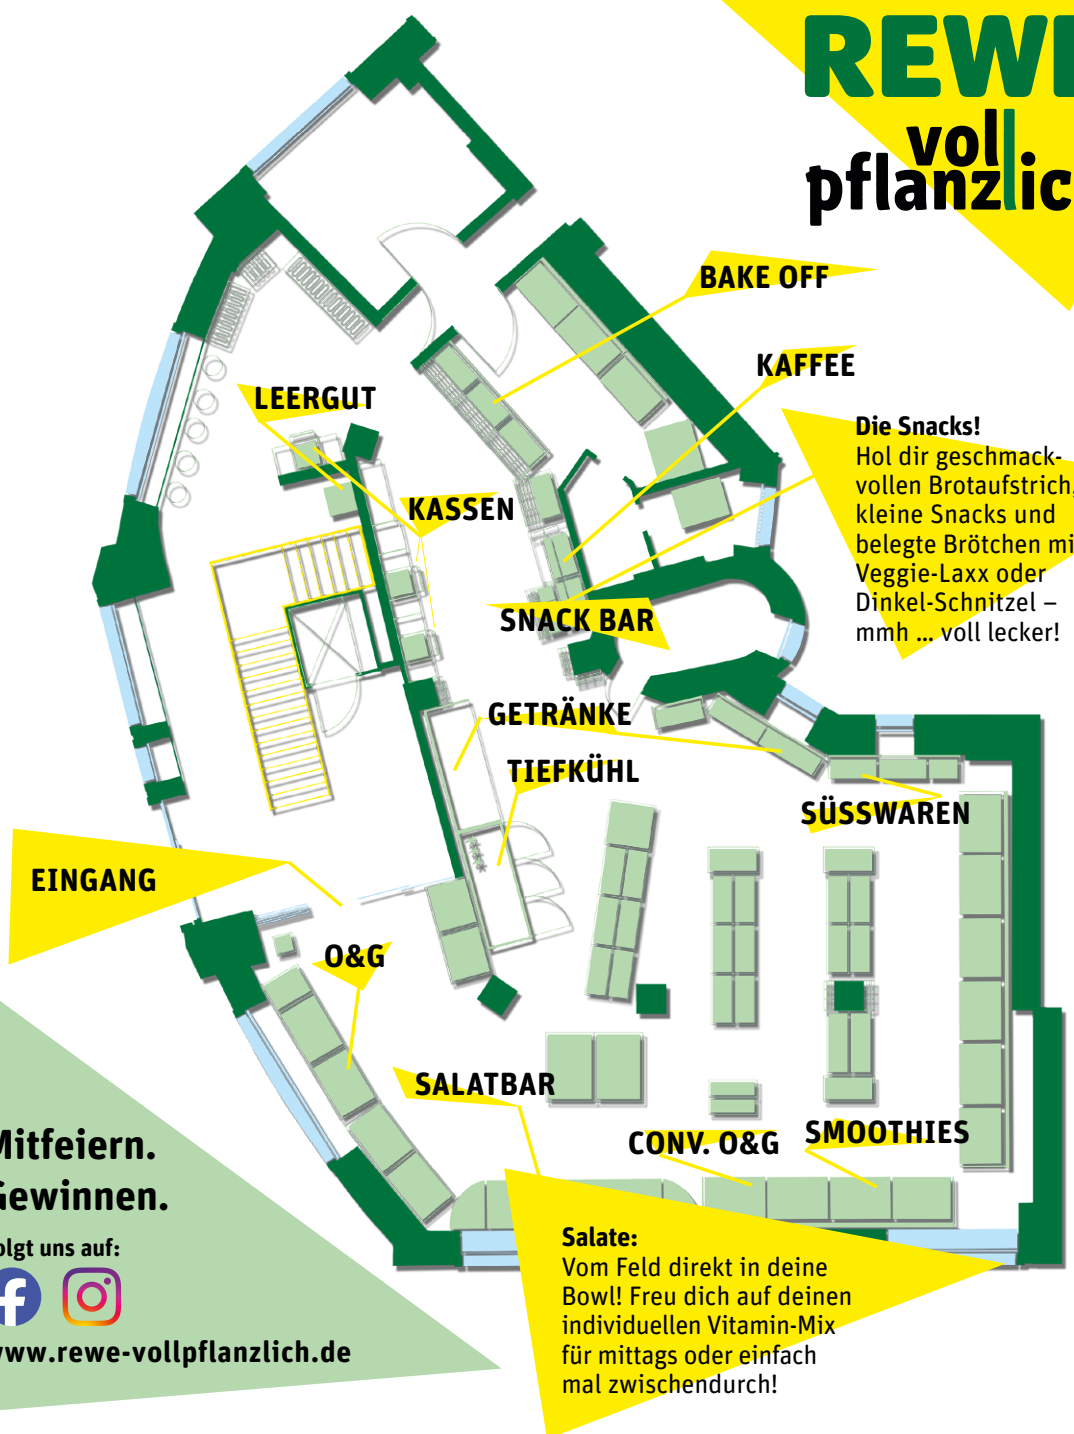 REWE
voll
pflanzlic
BAKE OFF
KAFFEE
LEERGUT
Die Snacks!
Hol dir geschmack-
vollen Brotaufstrich,
kleine Snacks und
belegte Brötchen mi
Veggie-Laxx oder
Dinkel-Schnitzel –
mmh ... voll lecker!
KASSEN
SNACK BAR
GETRÄNKE
TIEFKÜHL
SÜSSWAREN
EINGANG
O&G
SALATBAR
CONV. O&G
SMOOTHIES
Mitfeiern.
Gewinnen.
olgt uns auf:
www.rewe-vollpflanzlich.de
Salate:
Vom Feld direkt in deine
Bowl! Freu dich auf deinen
individuellen Vitamin-Mix
für mittags oder einfach
mal zwischendurch!